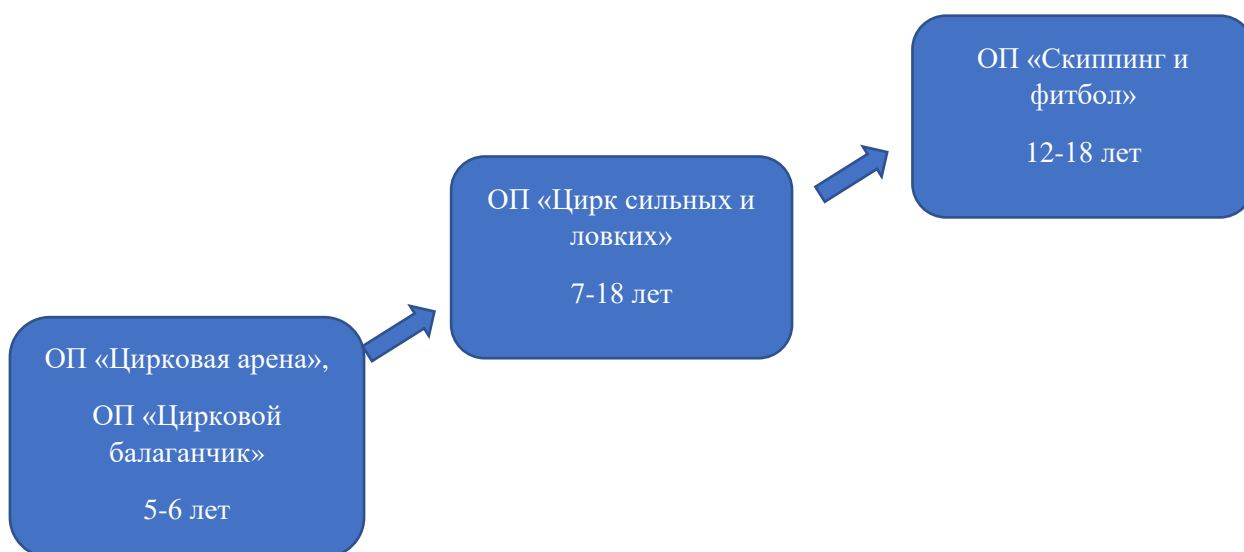 ОП «Скиппинг и
фитбол»
12-18 лет
ОП «Цирк сильных и
ловких»
7-18 лет
ОП «Цирковая арена»,
ОП «Цирковой
балаганчик»
5-6 лет